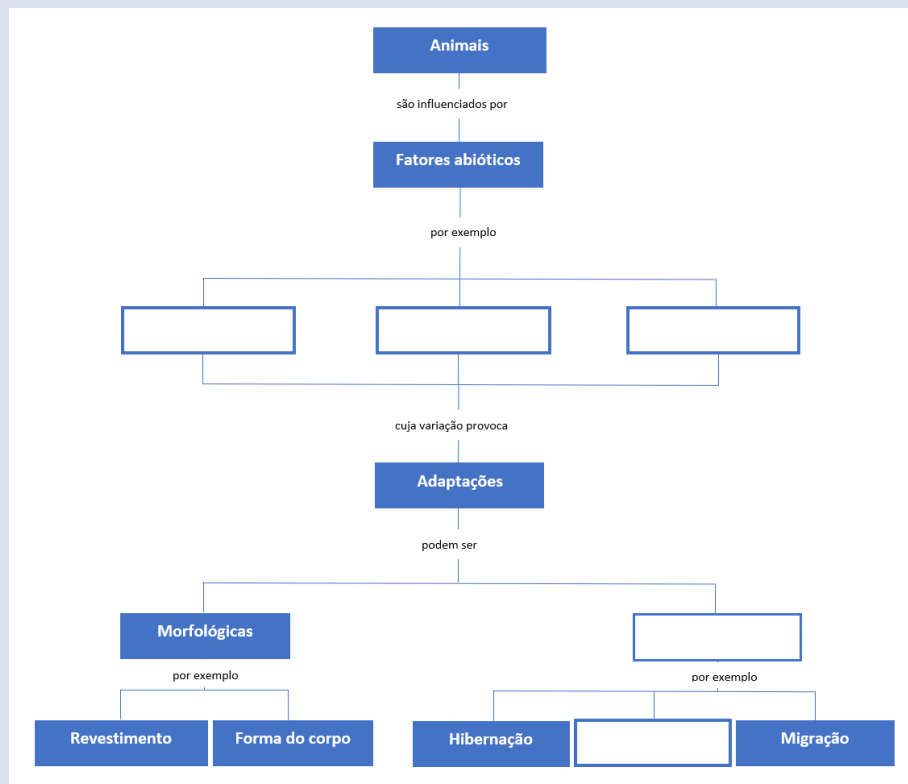 Animais
são influenciados por
Fatores abióticos
por exemplo
cuja variação provoca
Adaptações
podem ser
Morfológicas
por exemplo
por exemplo
Revestimento
Forma do corpo
Hibernação
Migração